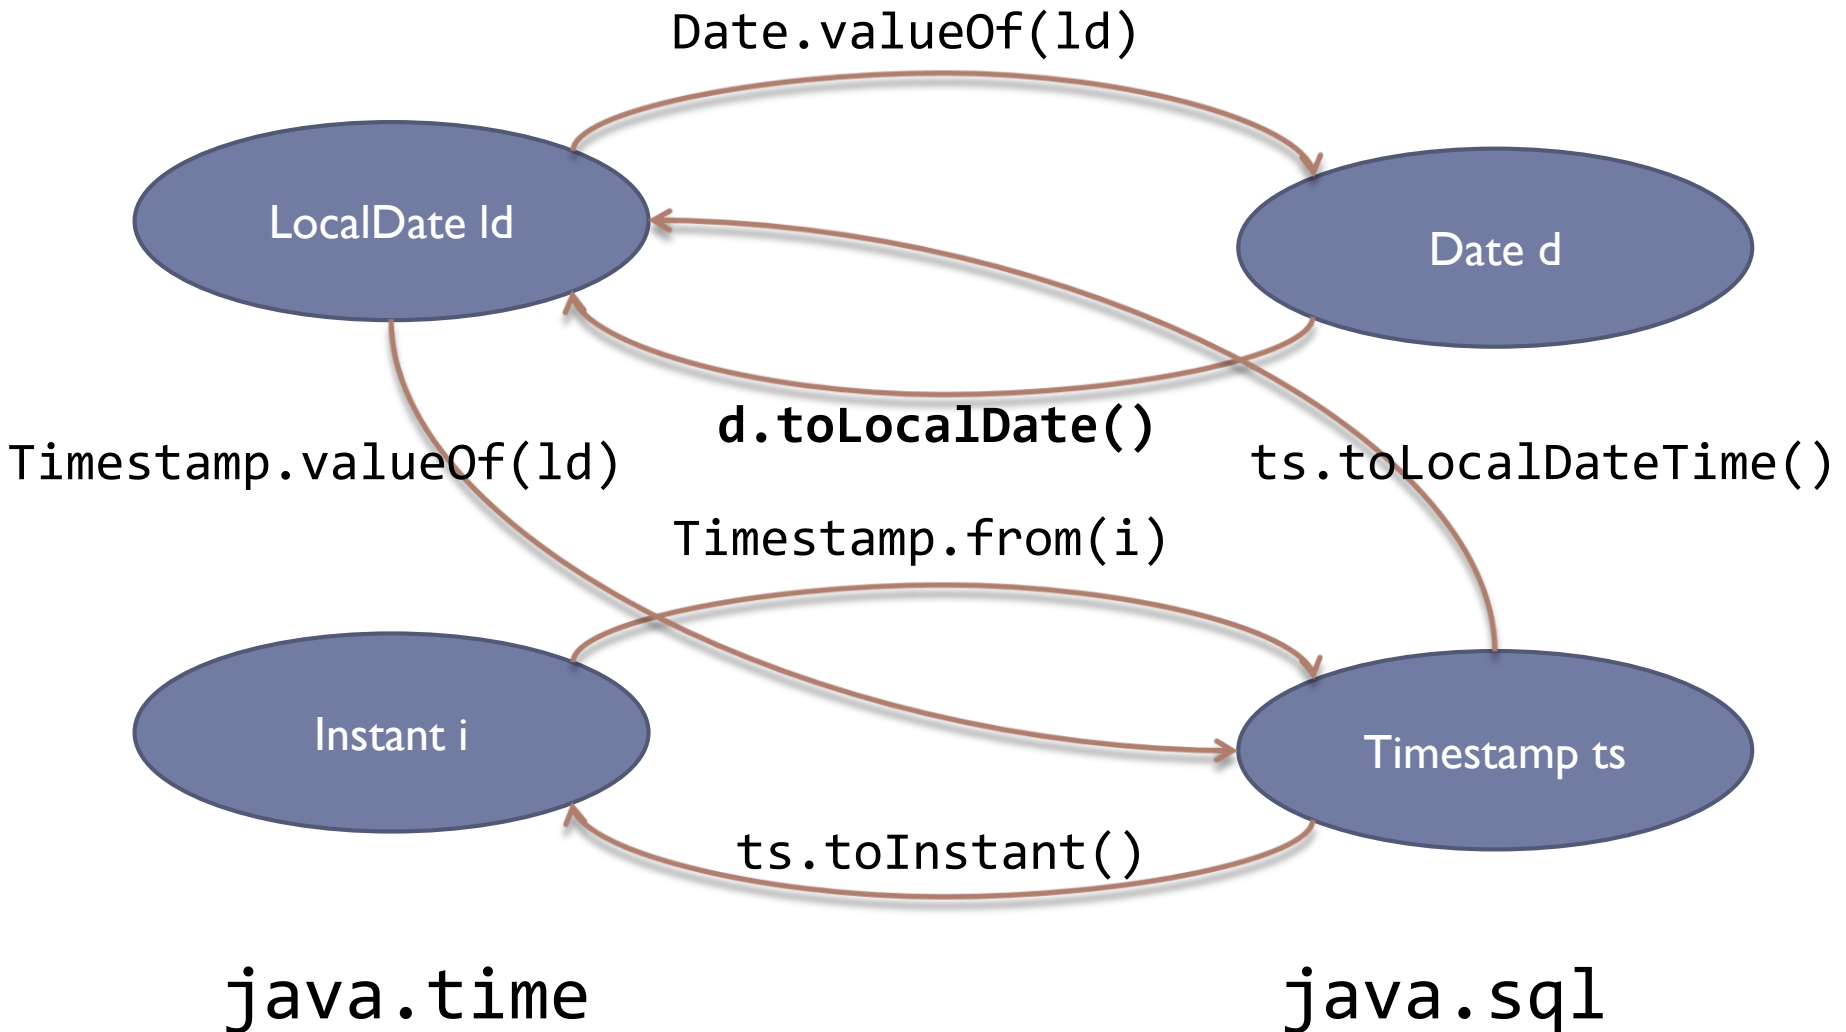 Date.valueOf(ld)
LocalDate ld
Date d
d.toLocalDate()
Timestamp.valueOf(ld)
ts.toLocalDateTime()
Timestamp.from(i)
Instant i
Timestamp ts
ts.toInstant()
java.time
java.sql